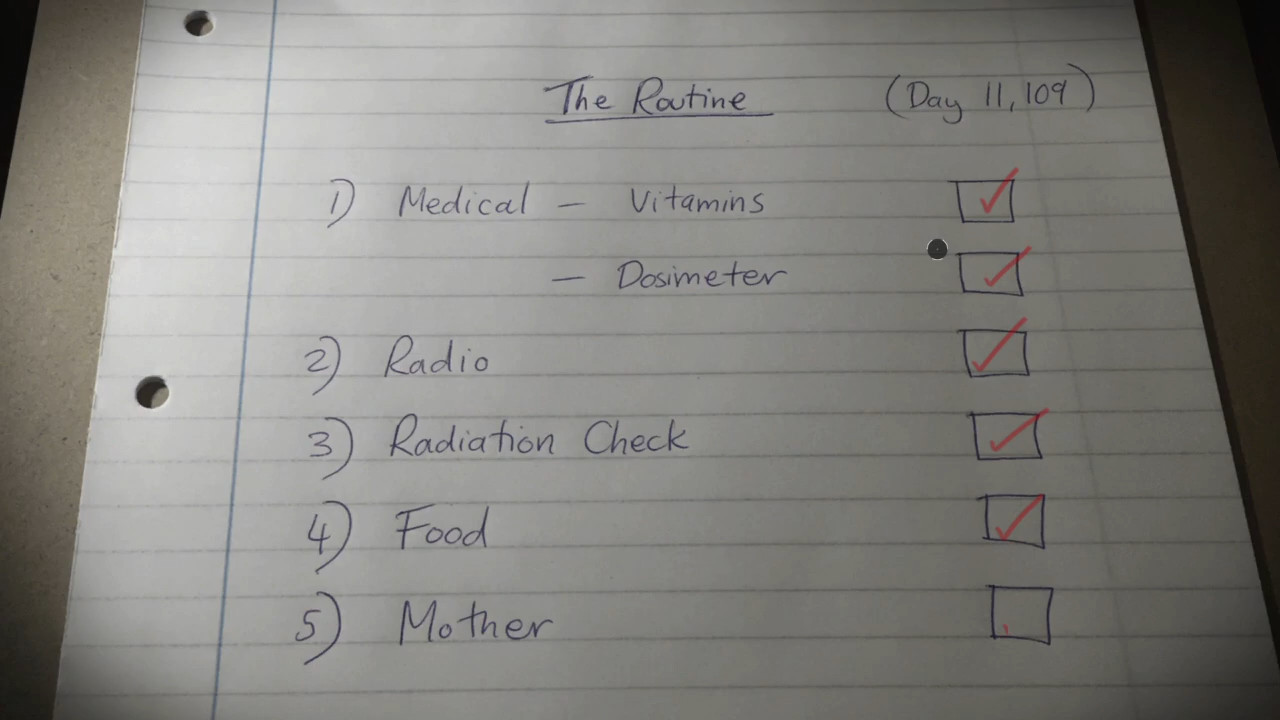 The Routine (Day 11,109)
1) Medical — Vitamins
— Dosimeter
2) Radio
3) Radiation Check
4) Food
5) Mother